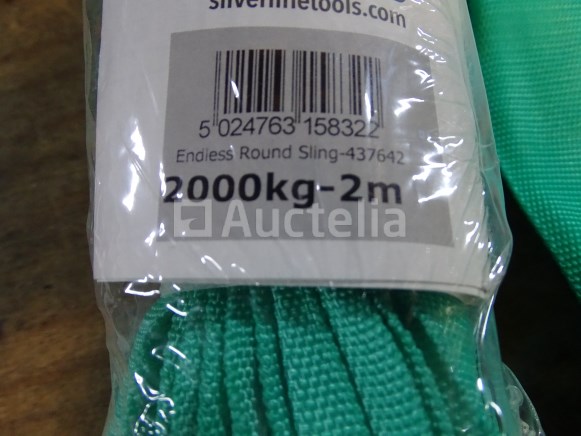 silverlinetools.com
5 024763 158322
Endless Round Sling-437642
2000kg-2m
Auctelia